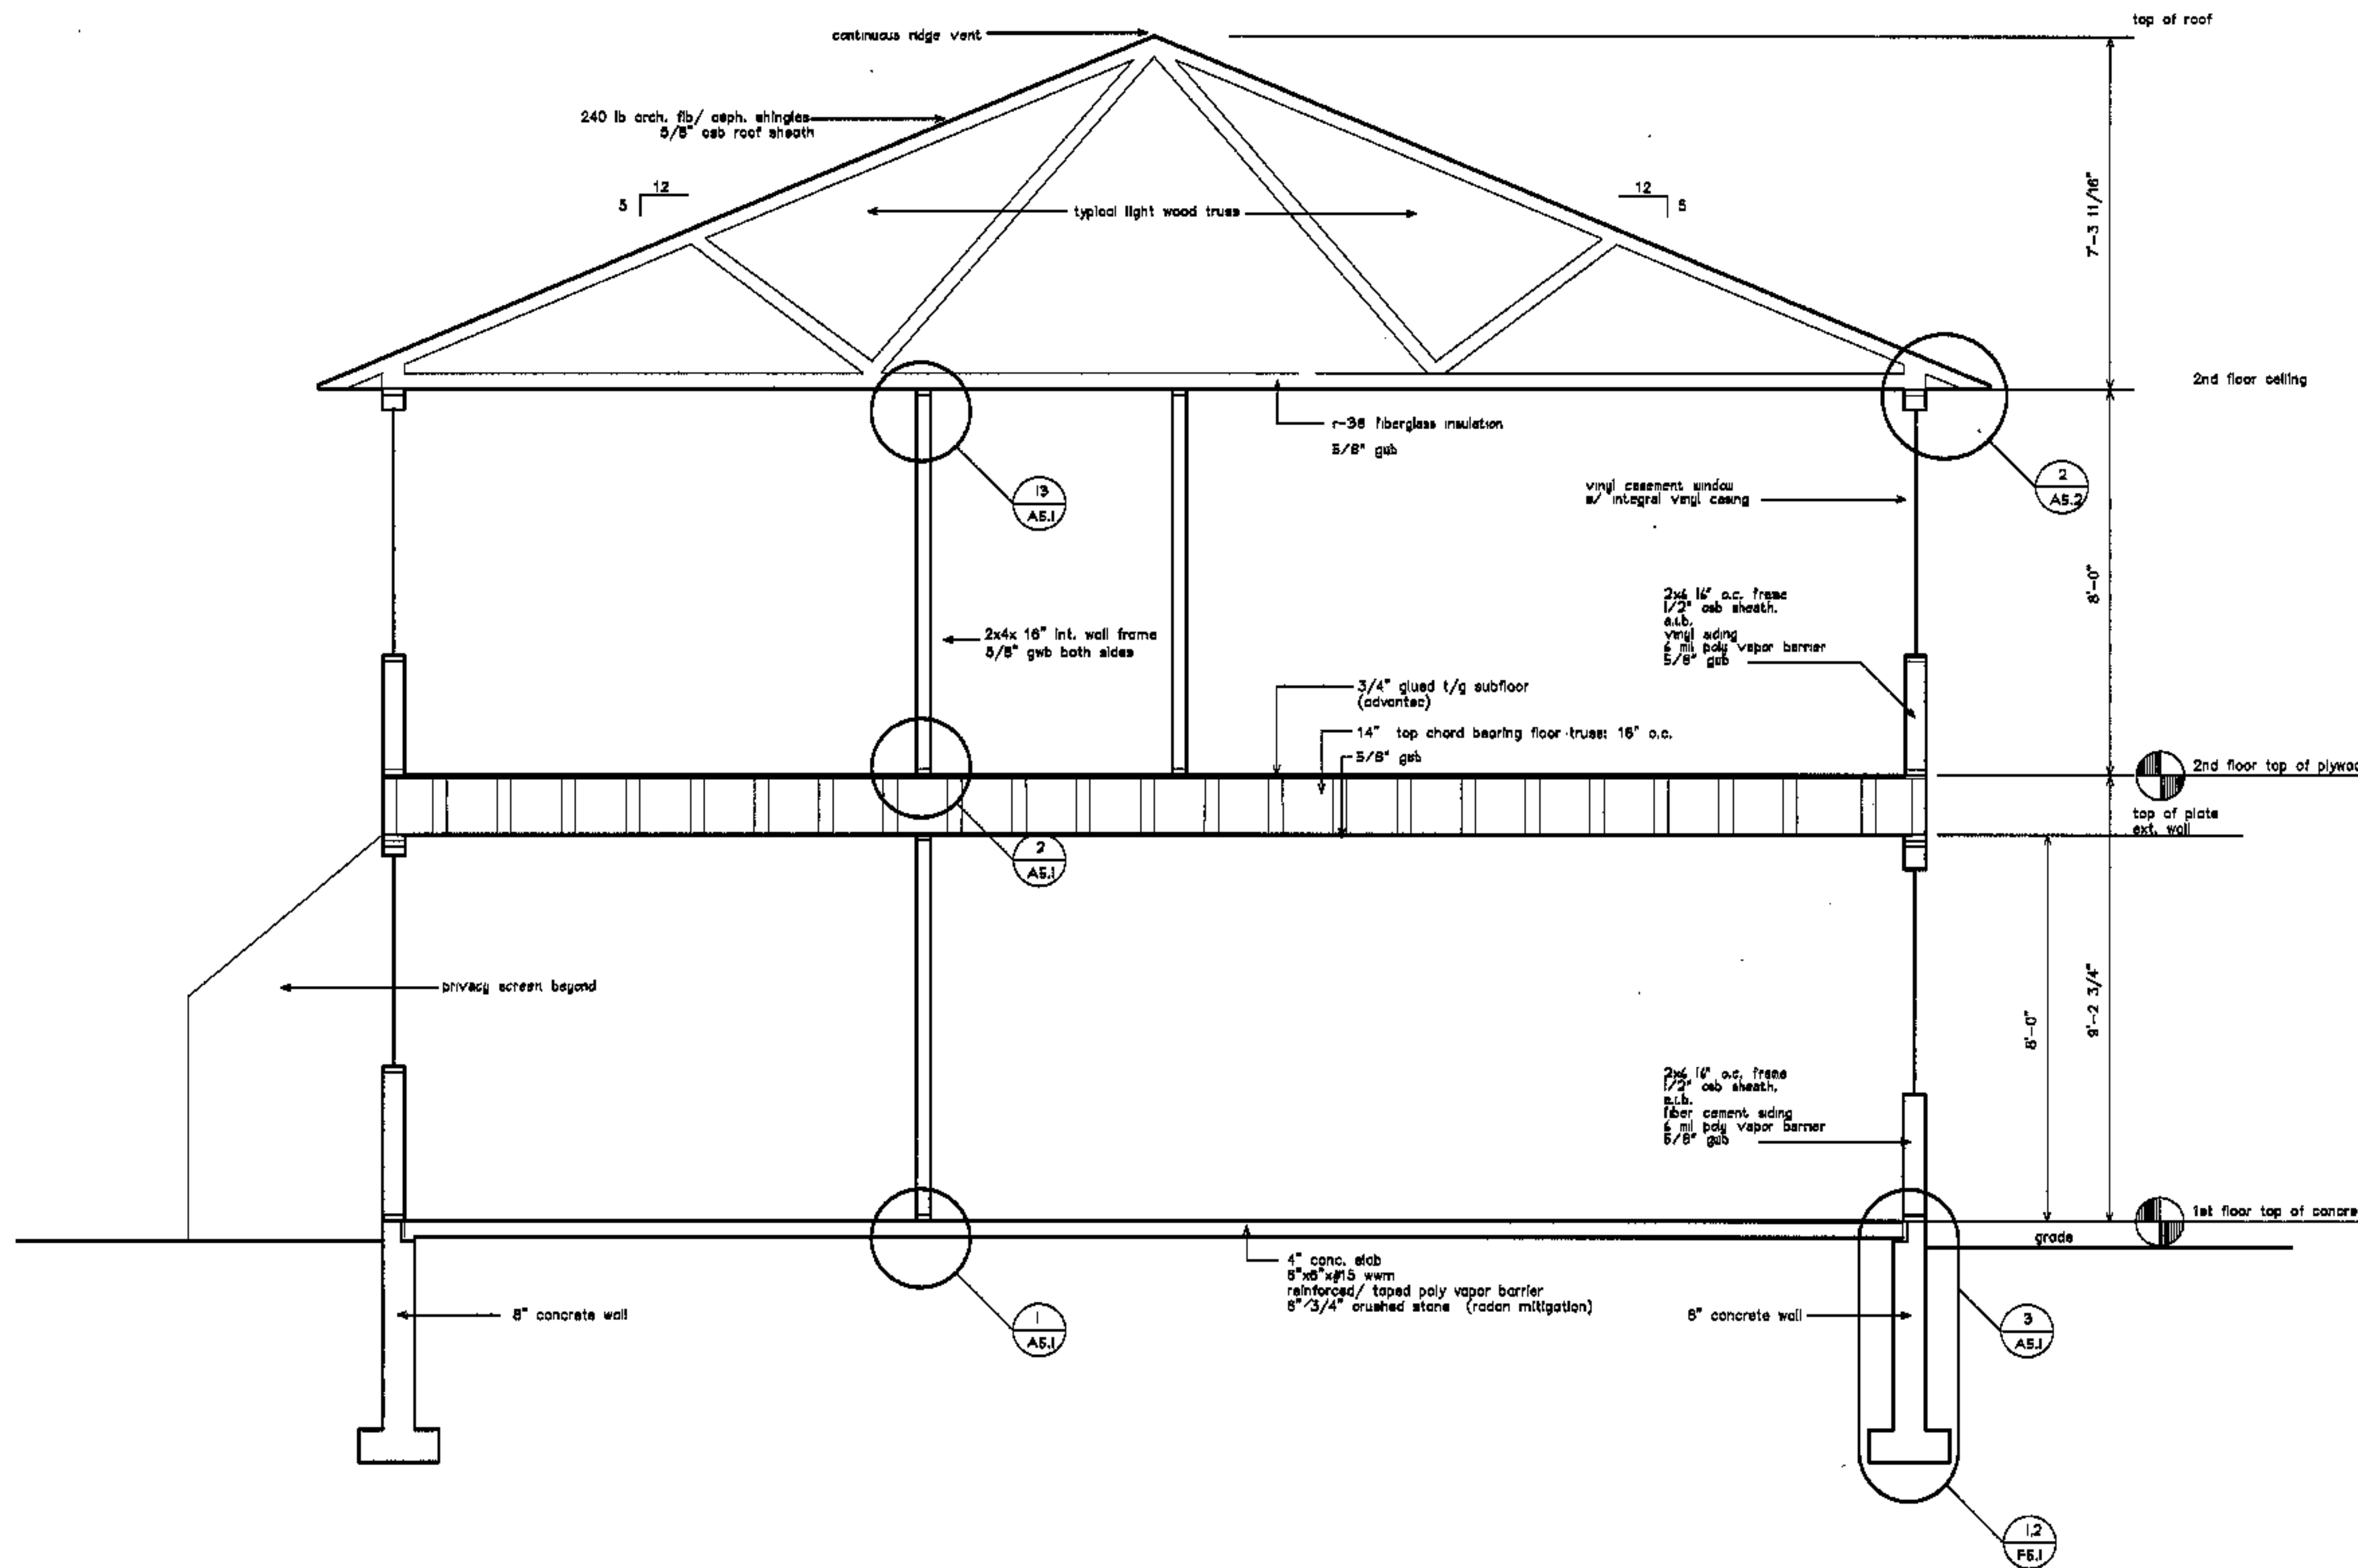 top of roof
continuous ridge vent
240 lb arch. fib/ asph. shingles
5/8" osb roof sheath
12
5
12
5
typical light wood truss
7'-3 11/16"
2nd floor ceiling
r-38 fiberglass insulation
5/8" gwb
vinyl casement window
w/ integral vinyl casing
2
A5.2
13
A5.1
8'-0"
2x6 16" o.c. frame
1/2" osb sheath.
a.i.b.
vinyl siding
6 mil poly vapor barrier
5/8" gwb
2x4x 16" int. wall frame
5/8" gwb both sides
3/4" glued t/g subfloor
(advantec)
14" top chord bearing floor truss: 16" o.c.
5/8" gwb
2nd floor top of plywo
top of plate
ext. wall
2
A5.1
privacy screen beyond
8'-0"
9'-2 3/4"
2x6 16" o.c. frame
1/2" osb sheath.
a.i.b.
fiber cement siding
6 mil poly vapor barrier
5/8" gwb
1st floor top of concre
grade
4" conc. slab
6"x6"x#15 wwm
reinforced/ taped poly vapor barrier
6" 3/4" crushed stone (radon mitigation)
8" concrete wall
8" concrete wall
1
A5.1
3
A5.1
1,2
F5.1